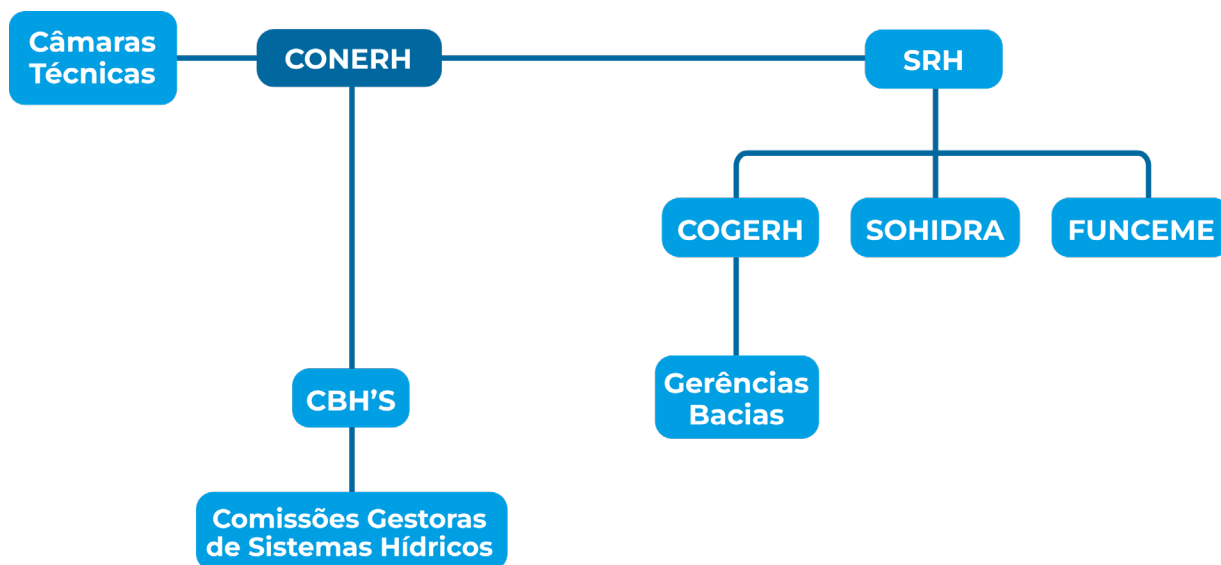 Câmaras
Técnicas
CONERH
SRH
COGERH
SOHIDRA
FUNCEME
Gerências
Bacias
CBH’S
Comissões Gestoras
de Sistemas Hídricos